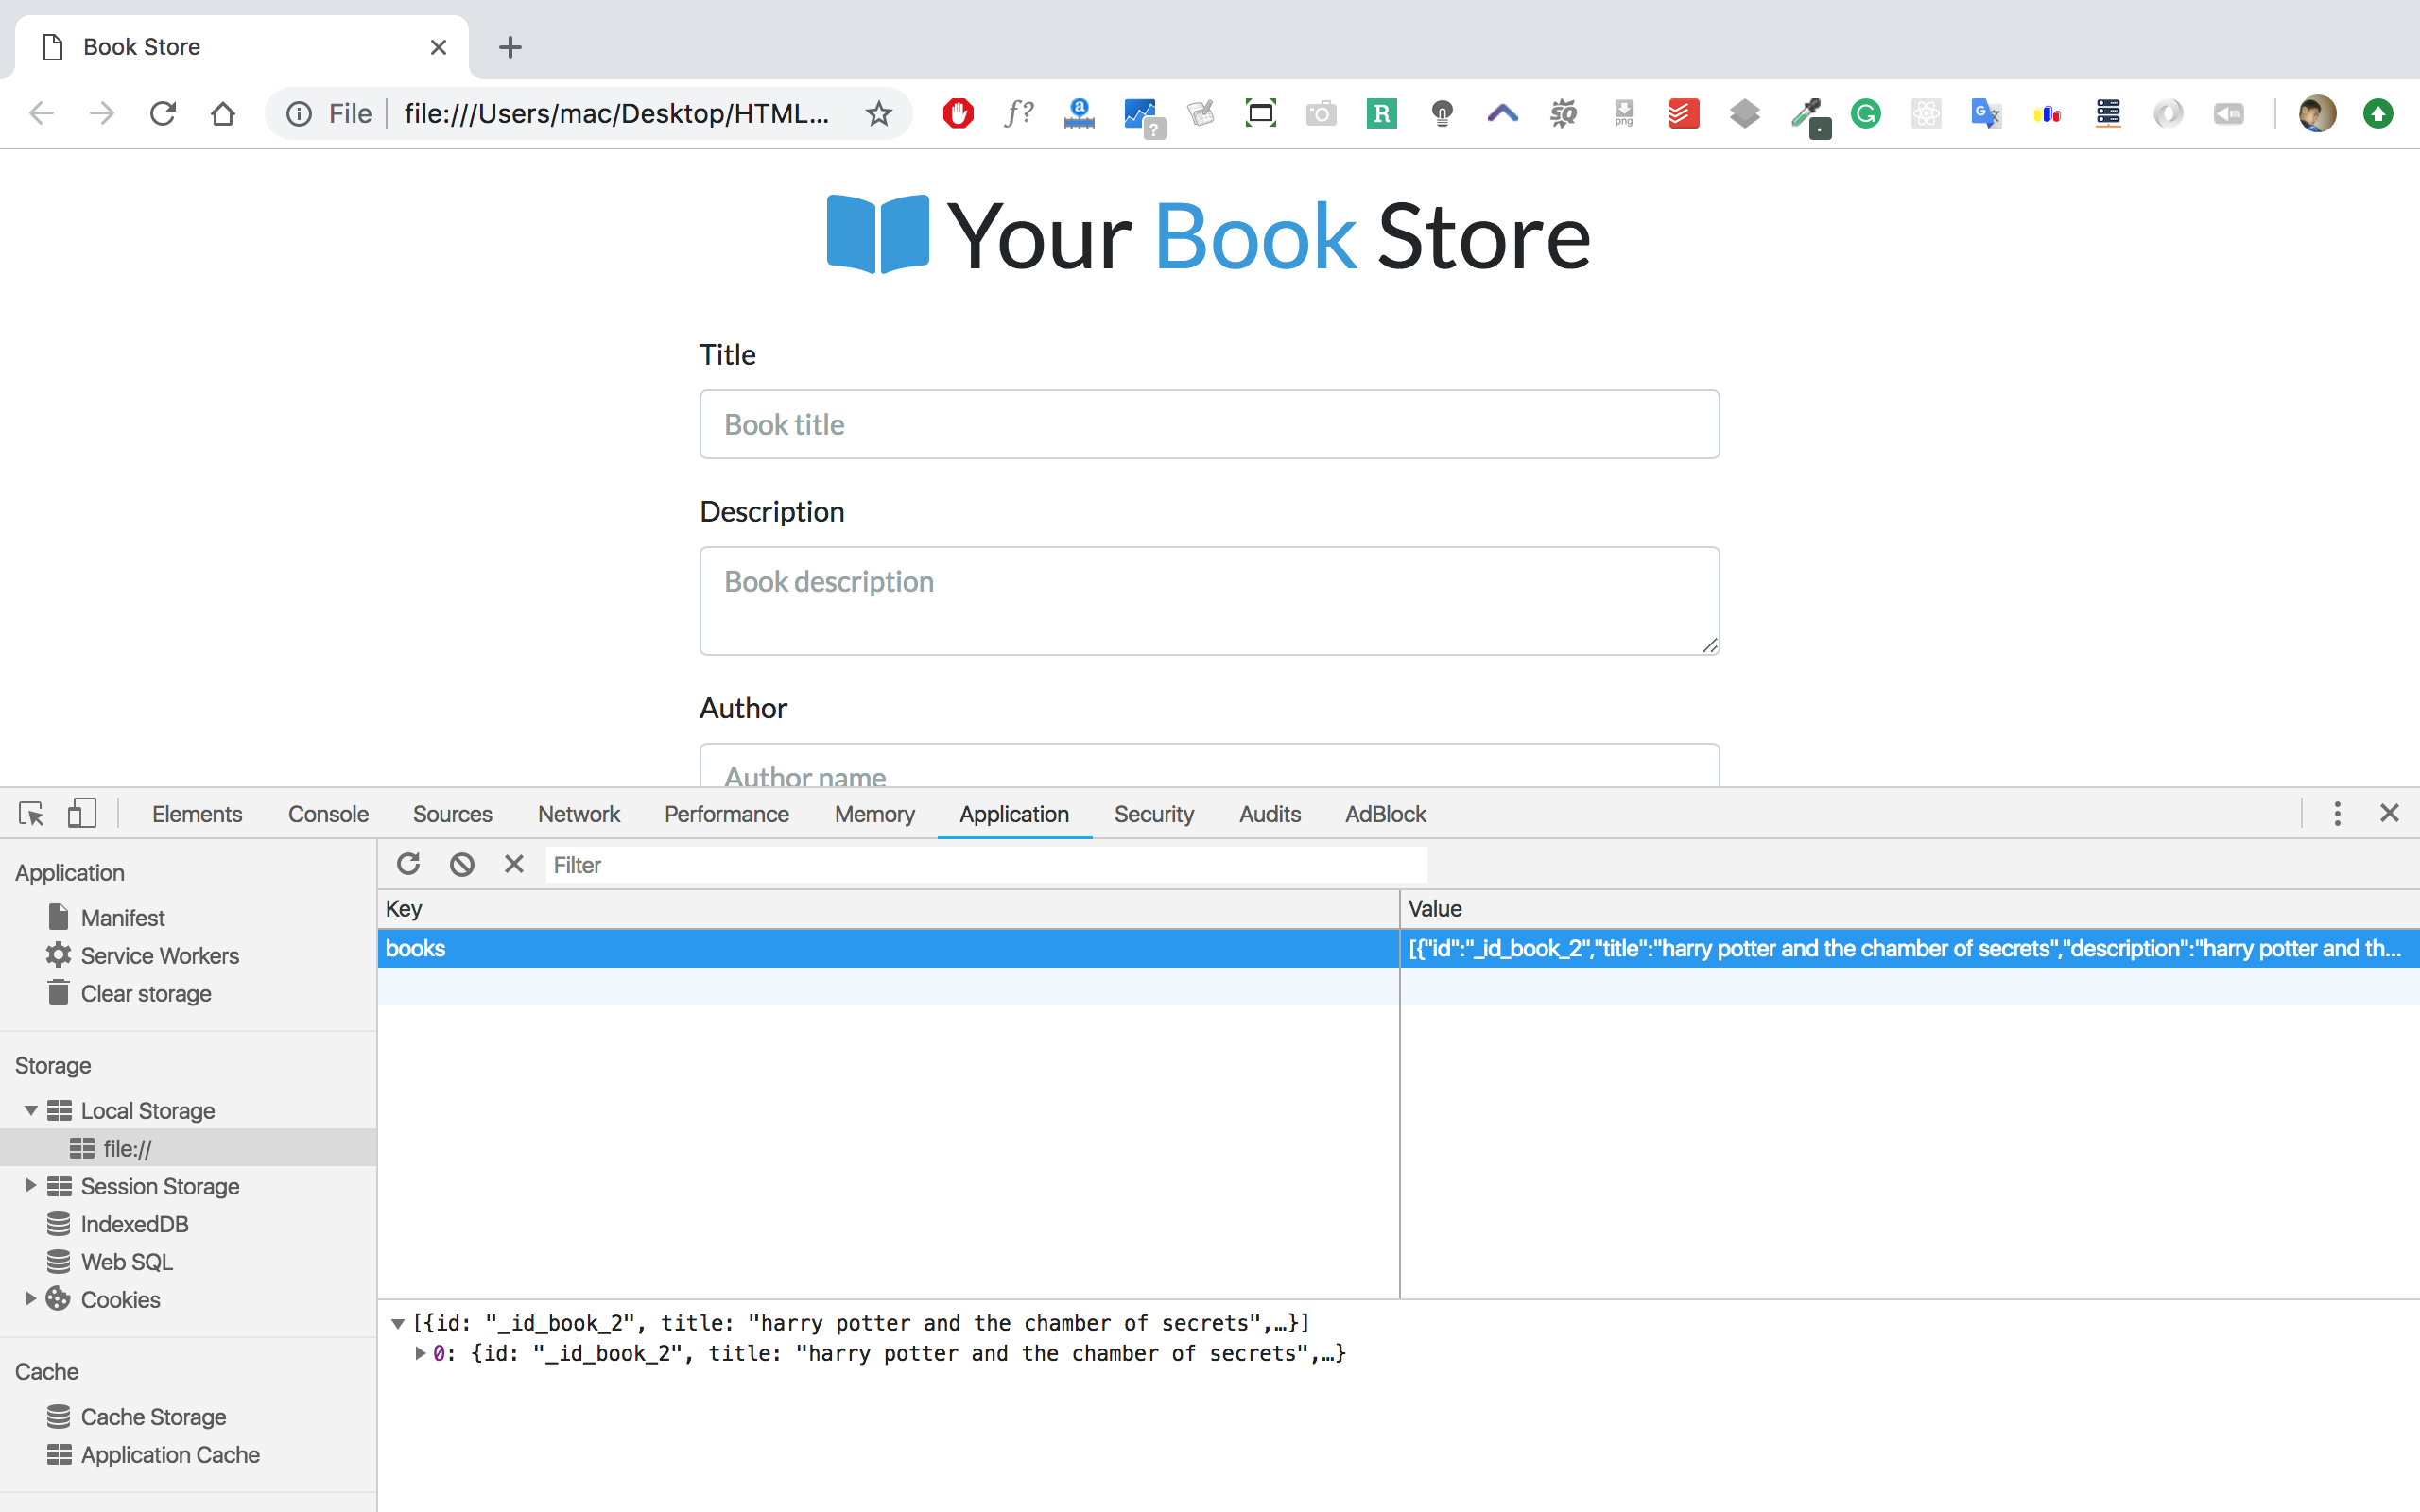 Book Store
File file:///Users/mac/Desktop/HTML...
Your Book Store
Title
Book title
Description
Book description
Author
Author name
Elements Console Sources Network Performance Memory Application Security Audits AdBlock
Application
Manifest
Service Workers
Clear storage
Storage
Local Storage
file://
Session Storage
IndexedDB
Web SQL
Cookies
Cache
Cache Storage
Application Cache
Filter
Key Value
books [{"id":"_id_book_2","title":"harry potter and the chamber of secrets","description":"harry potter and th...
[{id: "_id_book_2", title: "harry potter and the chamber of secrets",…}]
0: {id: "_id_book_2", title: "harry potter and the chamber of secrets",…}